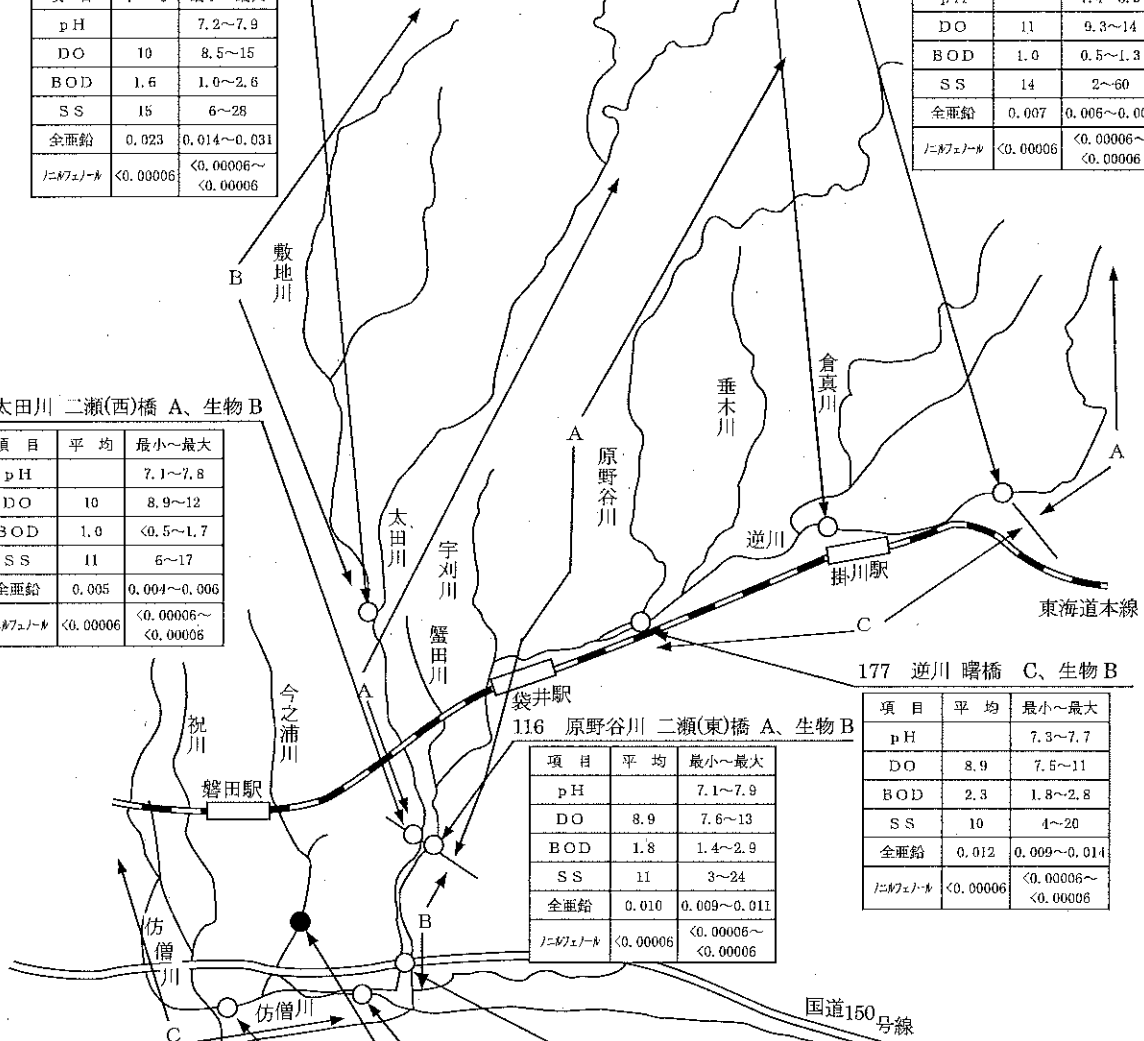 pH 7.2～7.9
DO 10 8.5～15
BOD 1.6 1.0～2.6
SS 15 6～28
全亜鉛 0.023 0.014～0.031
ﾉﾆﾙﾌｪﾉｰﾙ <0.00006 <0.00006～
<0.00006
DO 11 9.3～14
BOD 1.0 0.5～1.3
SS 14 2～60
全亜鉛 0.007
ﾉﾆﾙﾌｪﾉｰﾙ <0.00006 <0.00006～
<0.00006
B
敷地川
A
垂木川
倉真川
原野谷川
A
太田川 二瀬(西)橋 A、生物B
項目 平均 最小～最大
pH 7.1～7.8
DO 10 8.9～12
BOD 1.0 <0.5～1.7
SS 11 6～17
全亜鉛 0.005 0.004～0.006
<0.00006 <0.00006～
<0.00006
太田川
宇刈川
蟹田川
逆川
掛川駅
東海道本線
C
A
袋井駅
今之浦川
祝川
磐田駅
177 逆川 曙橋 C、生物B
項目 平均 最小～最大
pH 7.3～7.7
DO 8.9 7.5～11
BOD 2.3 1.8～2.8
SS 10 4～20
全亜鉛 0.012 0.009～0.014
ﾉﾆﾙﾌｪﾉｰﾙ <0.00006 <0.00006～
<0.00006
116 原野谷川 二瀬(東)橋 A、生物B
項目 平均 最小～最大
pH 7.1～7.9
DO 8.9 7.6～13
BOD 1.8 1.4～2.9
SS 11 3～24
全亜鉛 0.010 0.009～0.011
ﾉﾆﾙﾌｪﾉｰﾙ <0.00006 <0.00006～
<0.00006
B
仿僧川
仿僧川
国道150号線
C